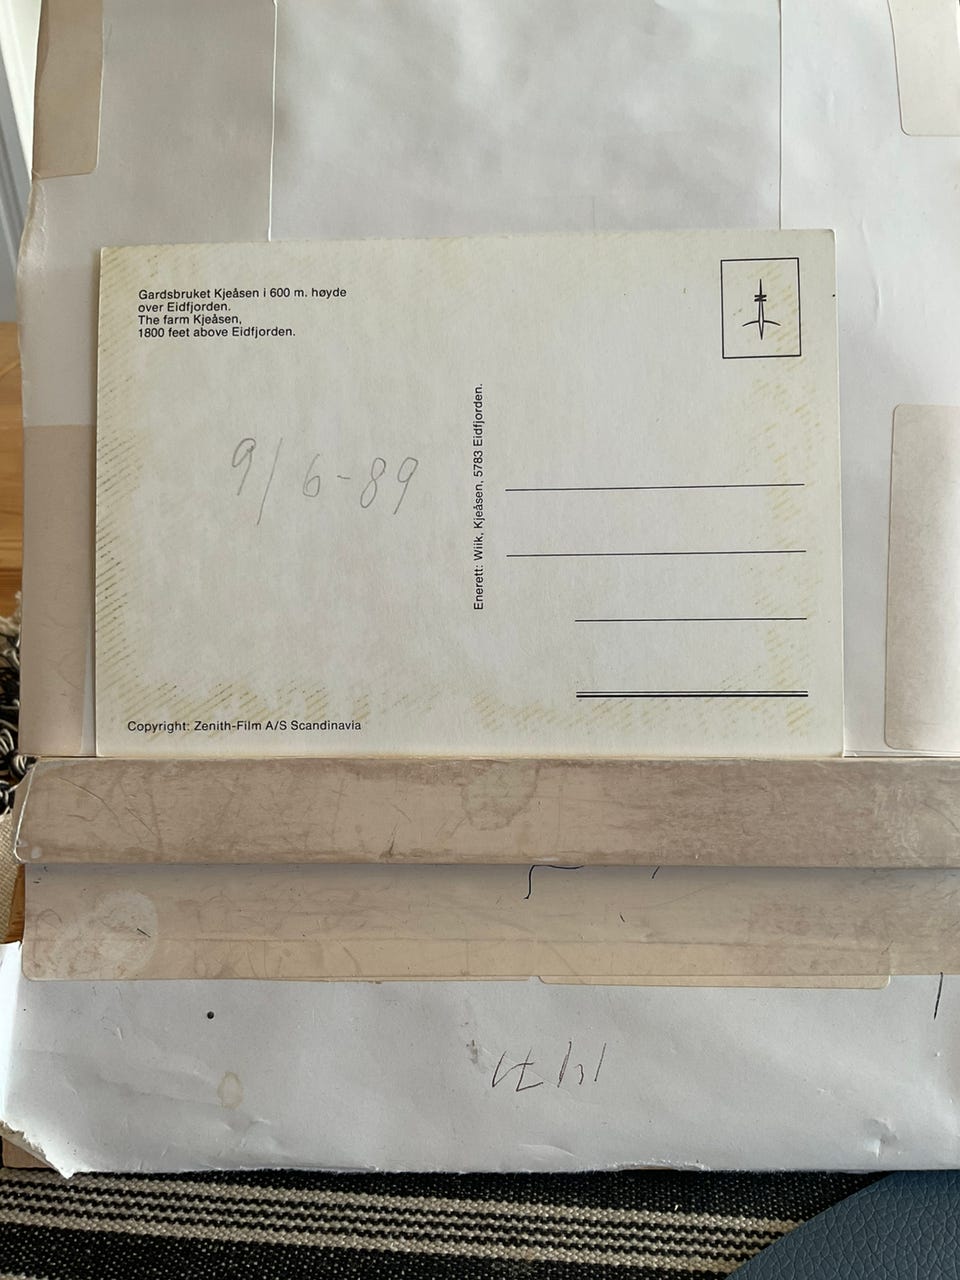 Gardsbruket Kjeåsen i 600 m. høyde
over Eidfjorden.
The farm Kjeåsen,
1800 feet above Eidfjorden.
9/6-89
Enerett: Wiik, Kjeåsen, 5783 Eidfjorden.
Copyright: Zenith-Film A/S Scandinavia